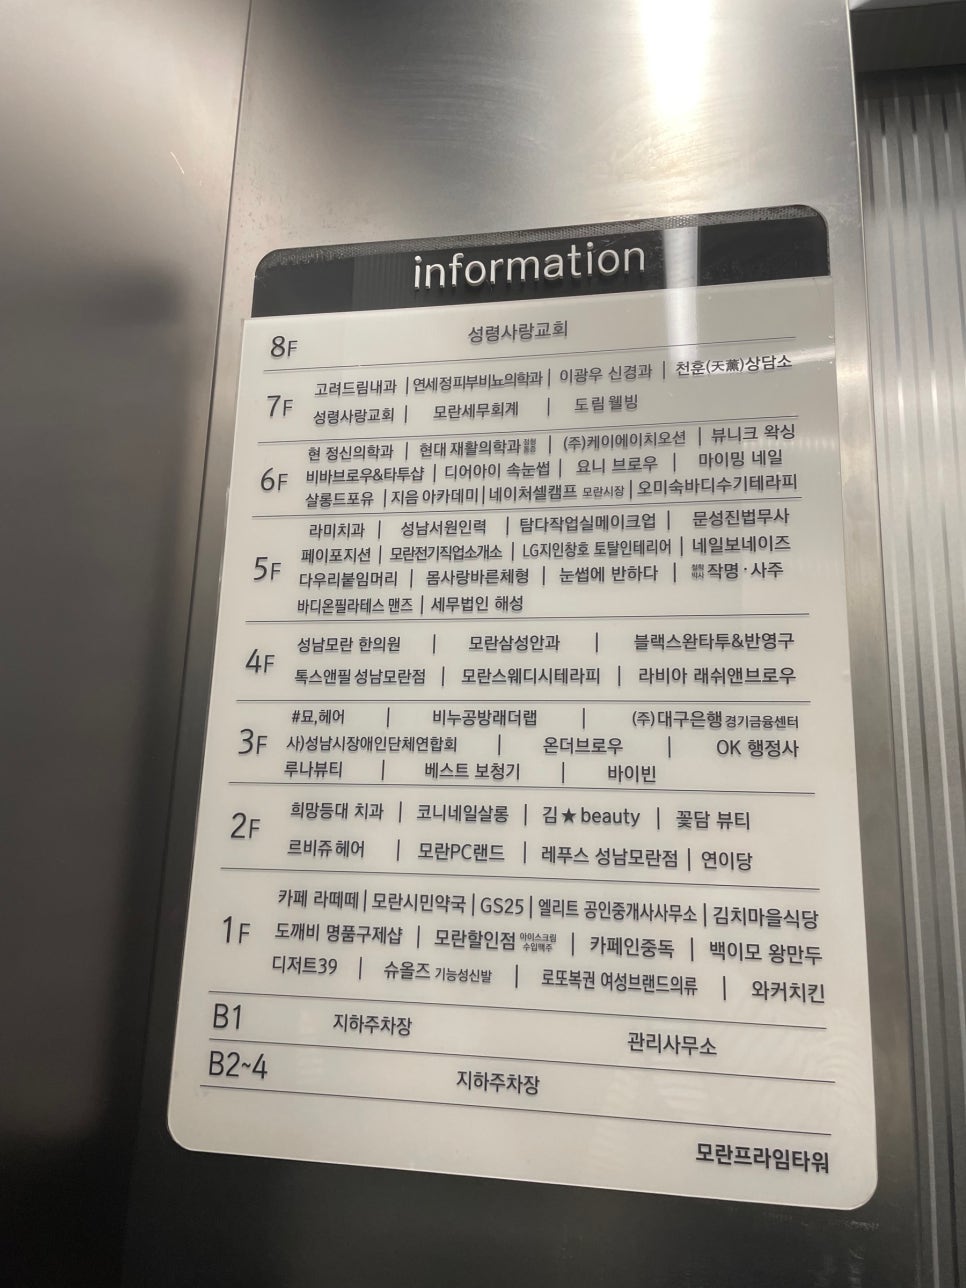 information
8F 성령사랑교회
7F 고려드림내과 | 연세정피부비뇨의학과 | 이광우 신경과 | 천훈(天薰)상담소
성령사랑교회 | 모란세무회계 | 도림웰빙
6F 현 정신의학과 | 현대 재활의학과 | (주)케이에이치오션 | 뷰니크 왁싱
비바브로우&타투샵 | 디어아이 속눈썹 | 요니 브로우 | 마이밍 네일
살롱드포유 | 지음 아카데미 | 네이처셀캠프 모란시장 | 오미숙바디수기테라피
5F 라미치과 | 성남서원인력 | 탐다작업실메이크업 | 문성진법무사
페이포지션 | 모란전기직업소개소 | LG지인창호 토탈인테리어 | 네일보네이즈
다우리붙임머리 | 몸사랑바른체형 | 눈썹에 반하다 | 철학박사 작명·사주
바디온필라테스 맨즈 | 세무법인 해성
4F 성남모란 한의원 | 모란삼성안과 | 블랙스완타투&반영구
톡스앤필 성남모란점 | 모란스웨디시테라피 | 라비아 래쉬앤브로우
3F #묘,헤어 | 비누공방래더랩 | (주)대구은행 경기금융센터
사)성남시장애인단체연합회 | 온더브로우 | OK 행정사
루나뷰티 | 베스트 보청기 | 바이빈
2F 희망등대 치과 | 코니네일살롱 | 김★beauty | 꽃담 뷰티
르비쥬헤어 | 모란PC랜드 | 레푸스 성남모란점 | 연이당
1F 카페 라떼떼 | 모란시민약국 | GS25 | 엘리트 공인중개사사무소 | 김치마을식당
도깨비 명품구제샵 | 모란할인점 아이스크림 수입맥주 | 카페인중독 | 백이모 왕만두
디저트39 | 슈올즈 기능성신발 | 로또복권 여성브랜드의류 | 와커치킨
B1 지하주차장 관리사무소
B2~4 지하주차장
모란프라임타워